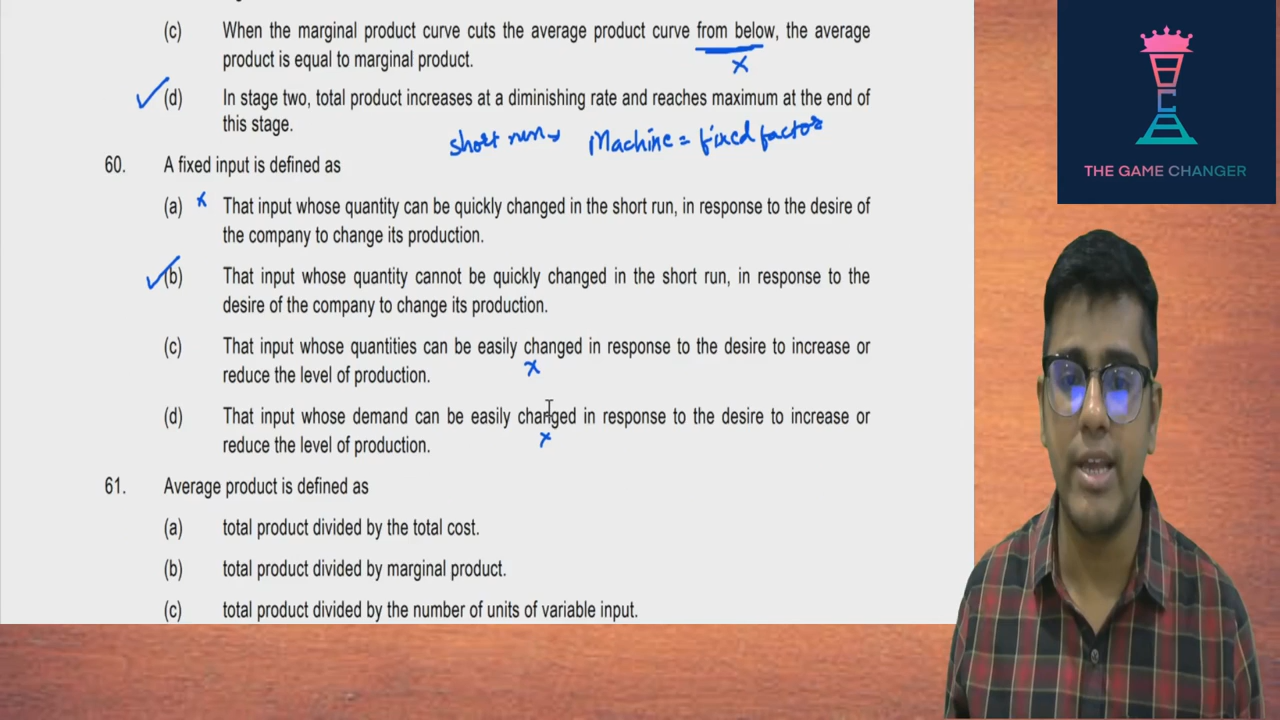 (c) When the marginal product curve cuts the average product curve from below, the average
product is equal to marginal product.
x
(d) In stage two, total product increases at a diminishing rate and reaches maximum at the end of
this stage.
short run → Machine = fixed factor
60. A fixed input is defined as
(a) x That input whose quantity can be quickly changed in the short run, in response to the desire of
the company to change its production.
(b) That input whose quantity cannot be quickly changed in the short run, in response to the
desire of the company to change its production.
(c) That input whose quantities can be easily changed in response to the desire to increase or
x
reduce the level of production.
(d) That input whose demand can be easily changed in response to the desire to increase or
x
reduce the level of production.
61. Average product is defined as
(a) total product divided by the total cost.
(b) total product divided by marginal product.
(c) total product divided by the number of units of variable input.
THE GAME CHANGER